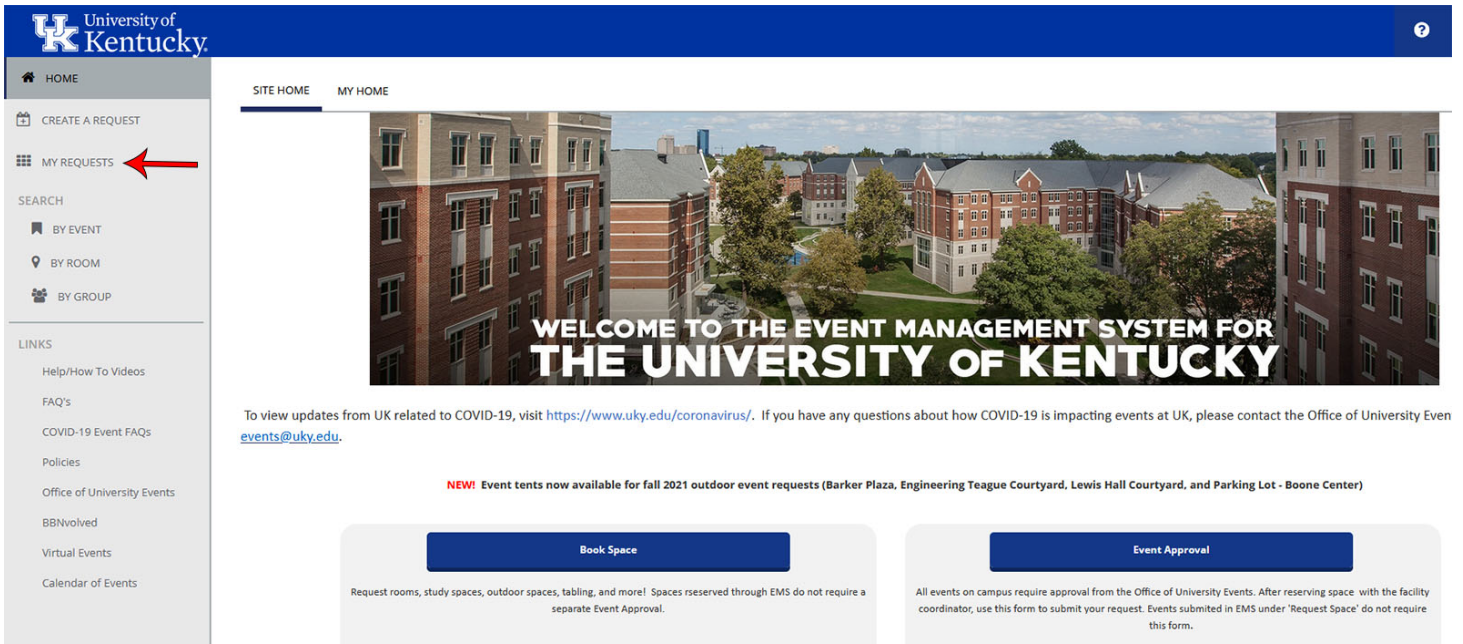 University of
Kentucky.
HOME
CREATE A REQUEST
MY REQUESTS
SEARCH
BY EVENT
BY ROOM
BY GROUP
LINKS
Help/How To Videos
FAQ's
COVID-19 Event FAQs
Policies
Office of University Events
BBNvolved
Virtual Events
Calendar of Events
SITE HOME MY HOME
WELCOME TO THE EVENT MANAGEMENT SYSTEM FOR
THE UNIVERSITY OF KENTUCKY
To view updates from UK related to COVID-19, visit https://www.uky.edu/coronavirus/. If you have any questions about how COVID-19 is impacting events at UK, please contact the Office of University Even
events@uky.edu.
NEW! Event tents now available for fall 2021 outdoor event requests (Barker Plaza, Engineering Teague Courtyard, Lewis Hall Courtyard, and Parking Lot - Boone Center)
Book Space
Request rooms, study spaces, outdoor spaces, tabling, and more! Spaces rseserved through EMS do not require a
separate Event Approval.
Event Approval
All events on campus require approval from the Office of University Events. After reserving space with the facility
coordinator, use this form to submit your request. Events submited in EMS under 'Request Space' do not require
this form.